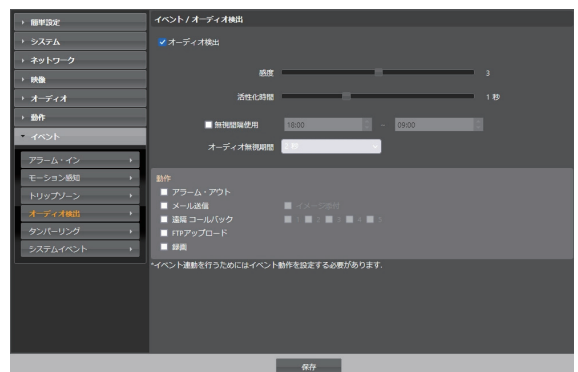 簡単設定
システム
ネットワーク
映像
オーディオ
動作
イベント
アラーム・イン
モーション感知
トリップゾーン
オーディオ検出
タンパーリング
システムイベント
イベント / オーディオ検出
オーディオ検出
感度 3
活性化時間 1 秒
無視間隔使用 18:00 ~ 09:00
オーディオ無視期間 1 秒
動作
アラーム・アウト
メール送信 イメージ添付
遠隔 コールバック 1 2 3 4 5
FTPアップロード
録画
*イベント連動を行うためにはイベント動作を設定する必要があります.
保存